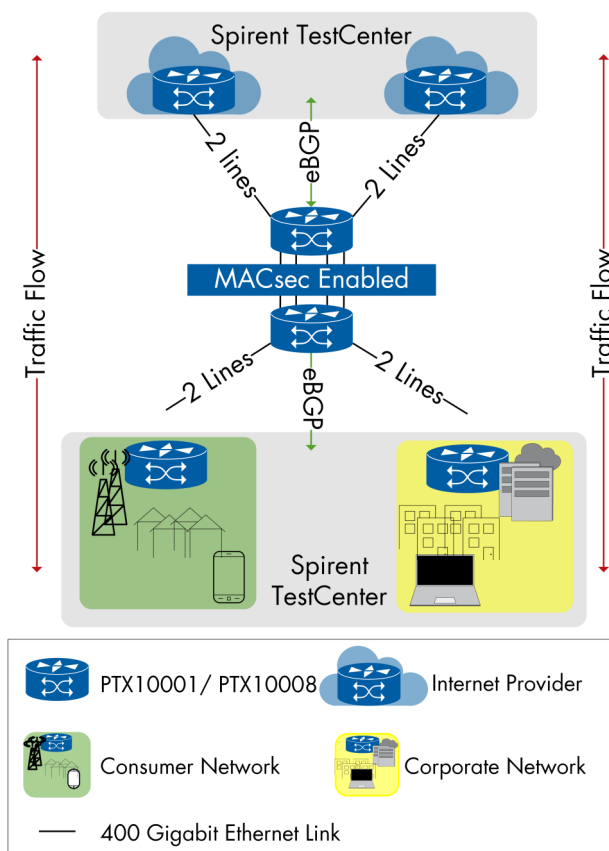 Spirent TestCenter
Traffic Flow
2 lines
eBGP
2 Lines
Traffic Flow
MACsec Enabled
2 Lines
eBGP
2 Lines
Spirent
TestCenter
PTX10001/ PTX10008
Internet Provider
Consumer Network
Corporate Network
400 Gigabit Ethernet Link